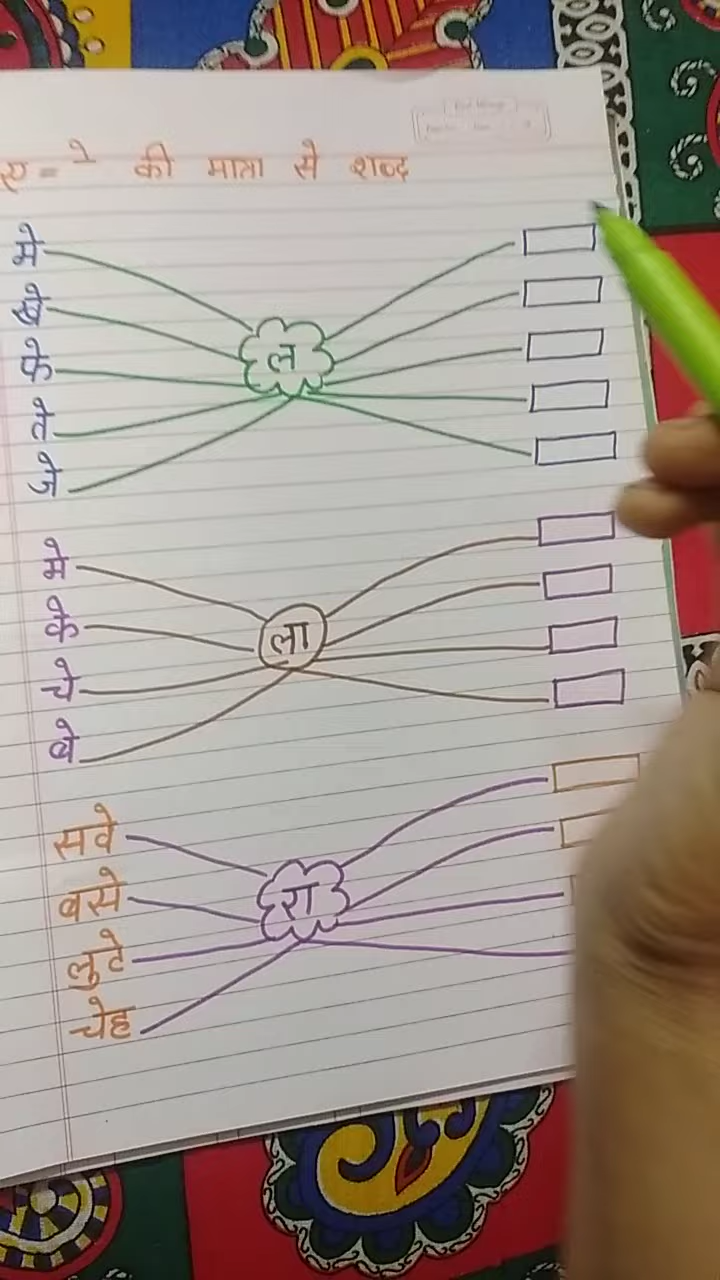 ए = े की मात्रा से शब्द
मे
खे
फे
ते
जे
ल
मे
के
चे
बे
ला
सवे
बसे
लुटे
चेह
रा